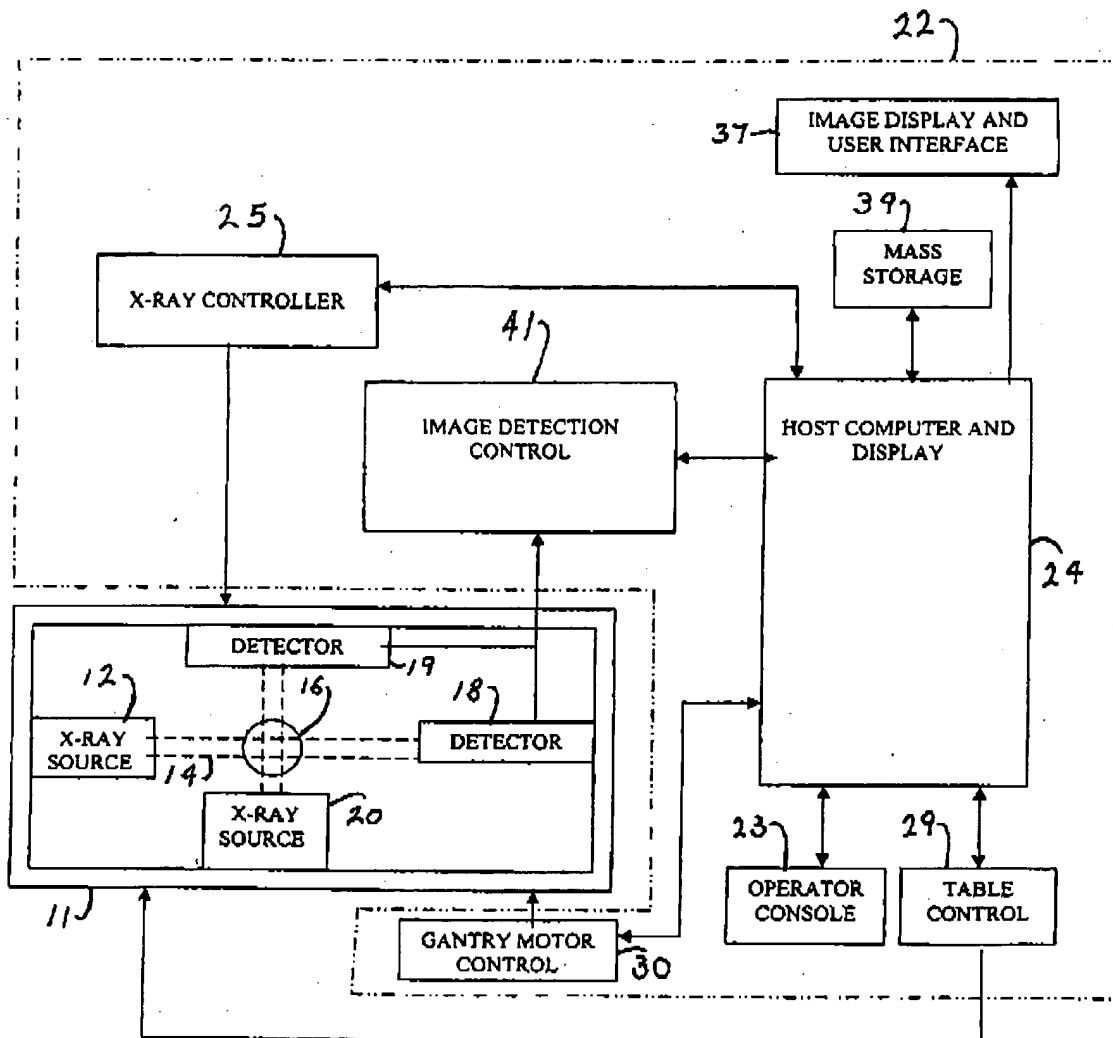 22
37
IMAGE DISPLAY AND
USER INTERFACE
39
MASS
STORAGE
25
X-RAY CONTROLLER
41
IMAGE DETECTION
CONTROL
HOST COMPUTER AND
DISPLAY
24
DETECTOR
19
12
16
18
X-RAY
SOURCE
14
DETECTOR
X-RAY
SOURCE
20
11
23
OPERATOR
CONSOLE
29
TABLE
CONTROL
GANTRY MOTOR
CONTROL
30